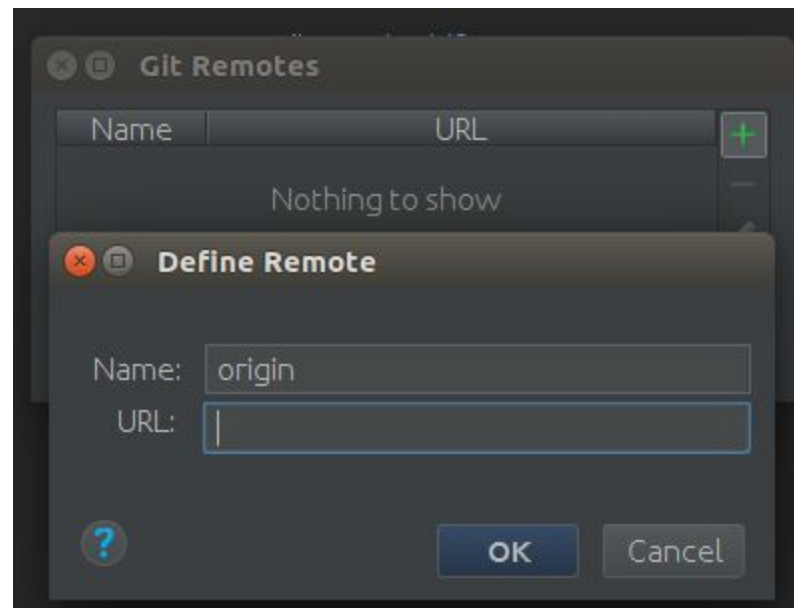 Git Remotes
Name URL
Nothing to show
Define Remote
Name: origin
URL:
?
OK Cancel